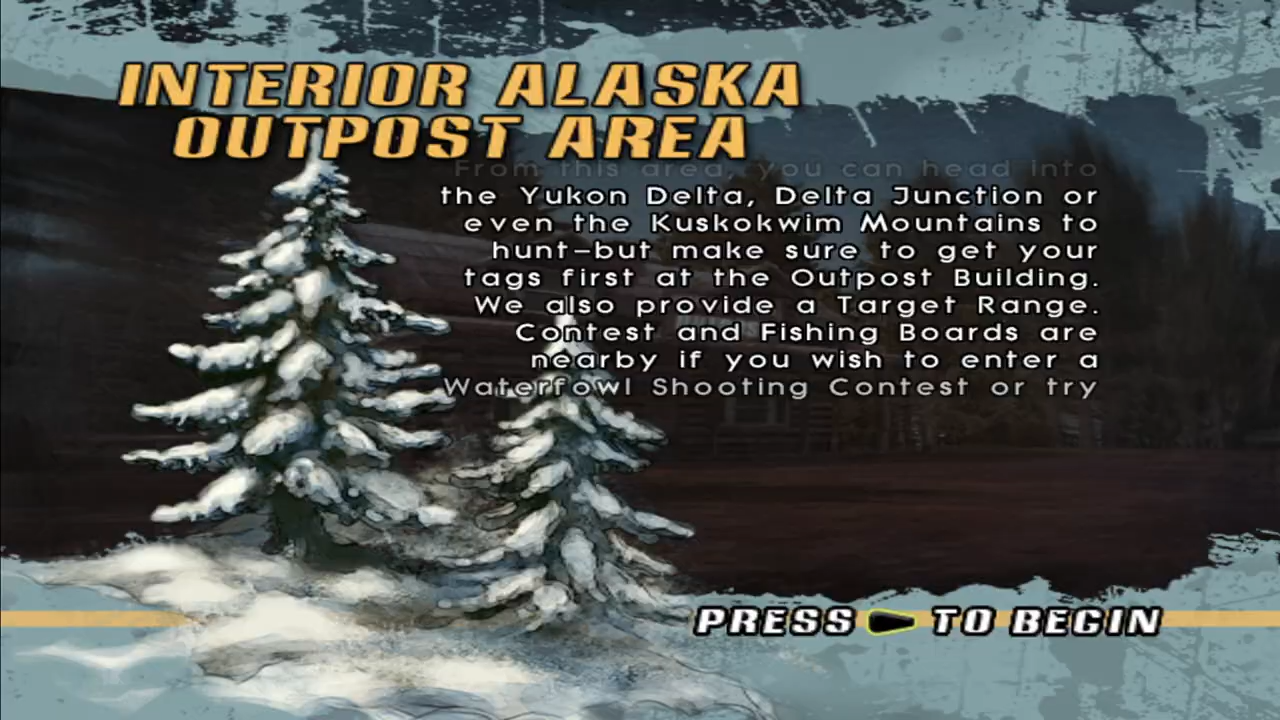 INTERIOR ALASKA
OUTPOST AREA
From this area, you can head into
the Yukon Delta, Delta Junction or
even the Kuskokwim Mountains to
hunt–but make sure to get your
tags first at the Outpost Building.
We also provide a Target Range.
Contest and Fishing Boards are
nearby if you wish to enter a
Waterfowl Shooting Contest or try
PRESS TO BEGIN